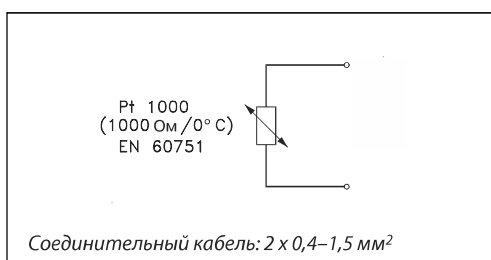 Pt 1000
(1000 Ом/0° C)
EN 60751
Соединительный кабель: 2 x 0,4–1,5 мм²